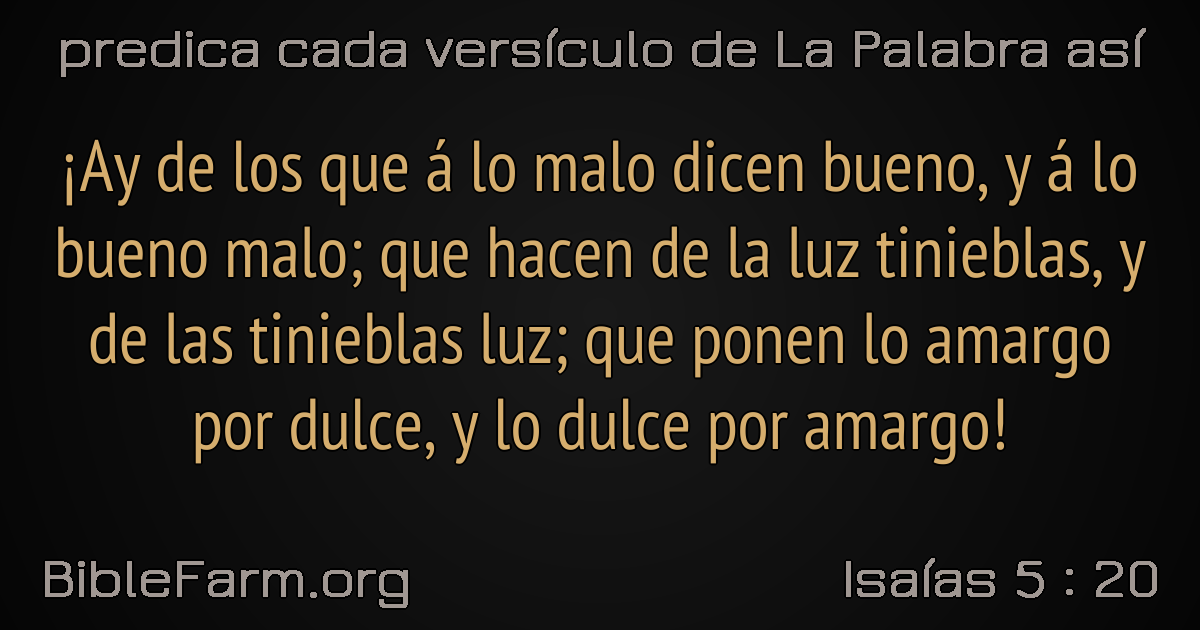 predica cada versículo de La Palabra así
¡Ay de los que á lo malo dicen bueno, y á lo
bueno malo; que hacen de la luz tinieblas, y
de las tinieblas luz; que ponen lo amargo
por dulce, y lo dulce por amargo!
BibleFarm.org
Isaías 5 : 20